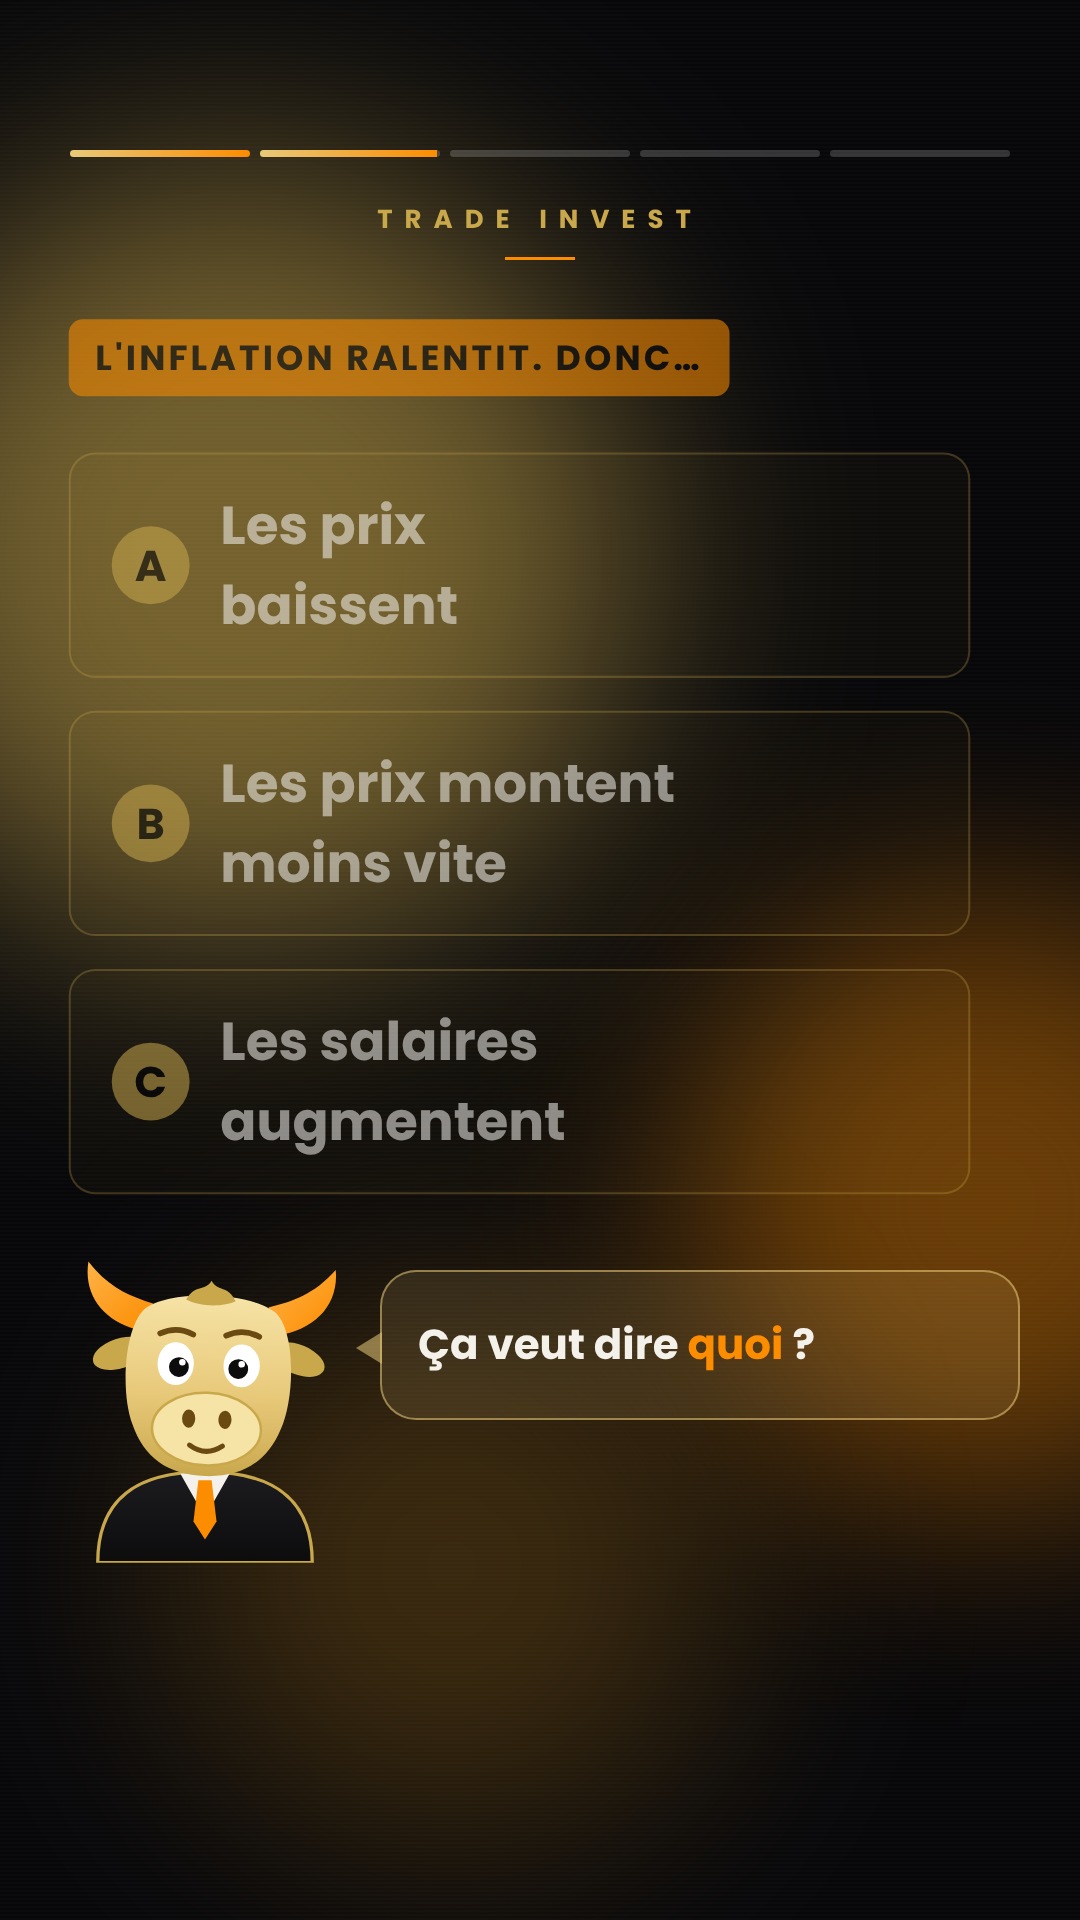 TRADE INVEST
L'INFLATION RALENTIT. DONC...
A
Les prix
baissent
B
Les prix montent
moins vite
C
Les salaires
augmentent
Ça veut dire quoi ?